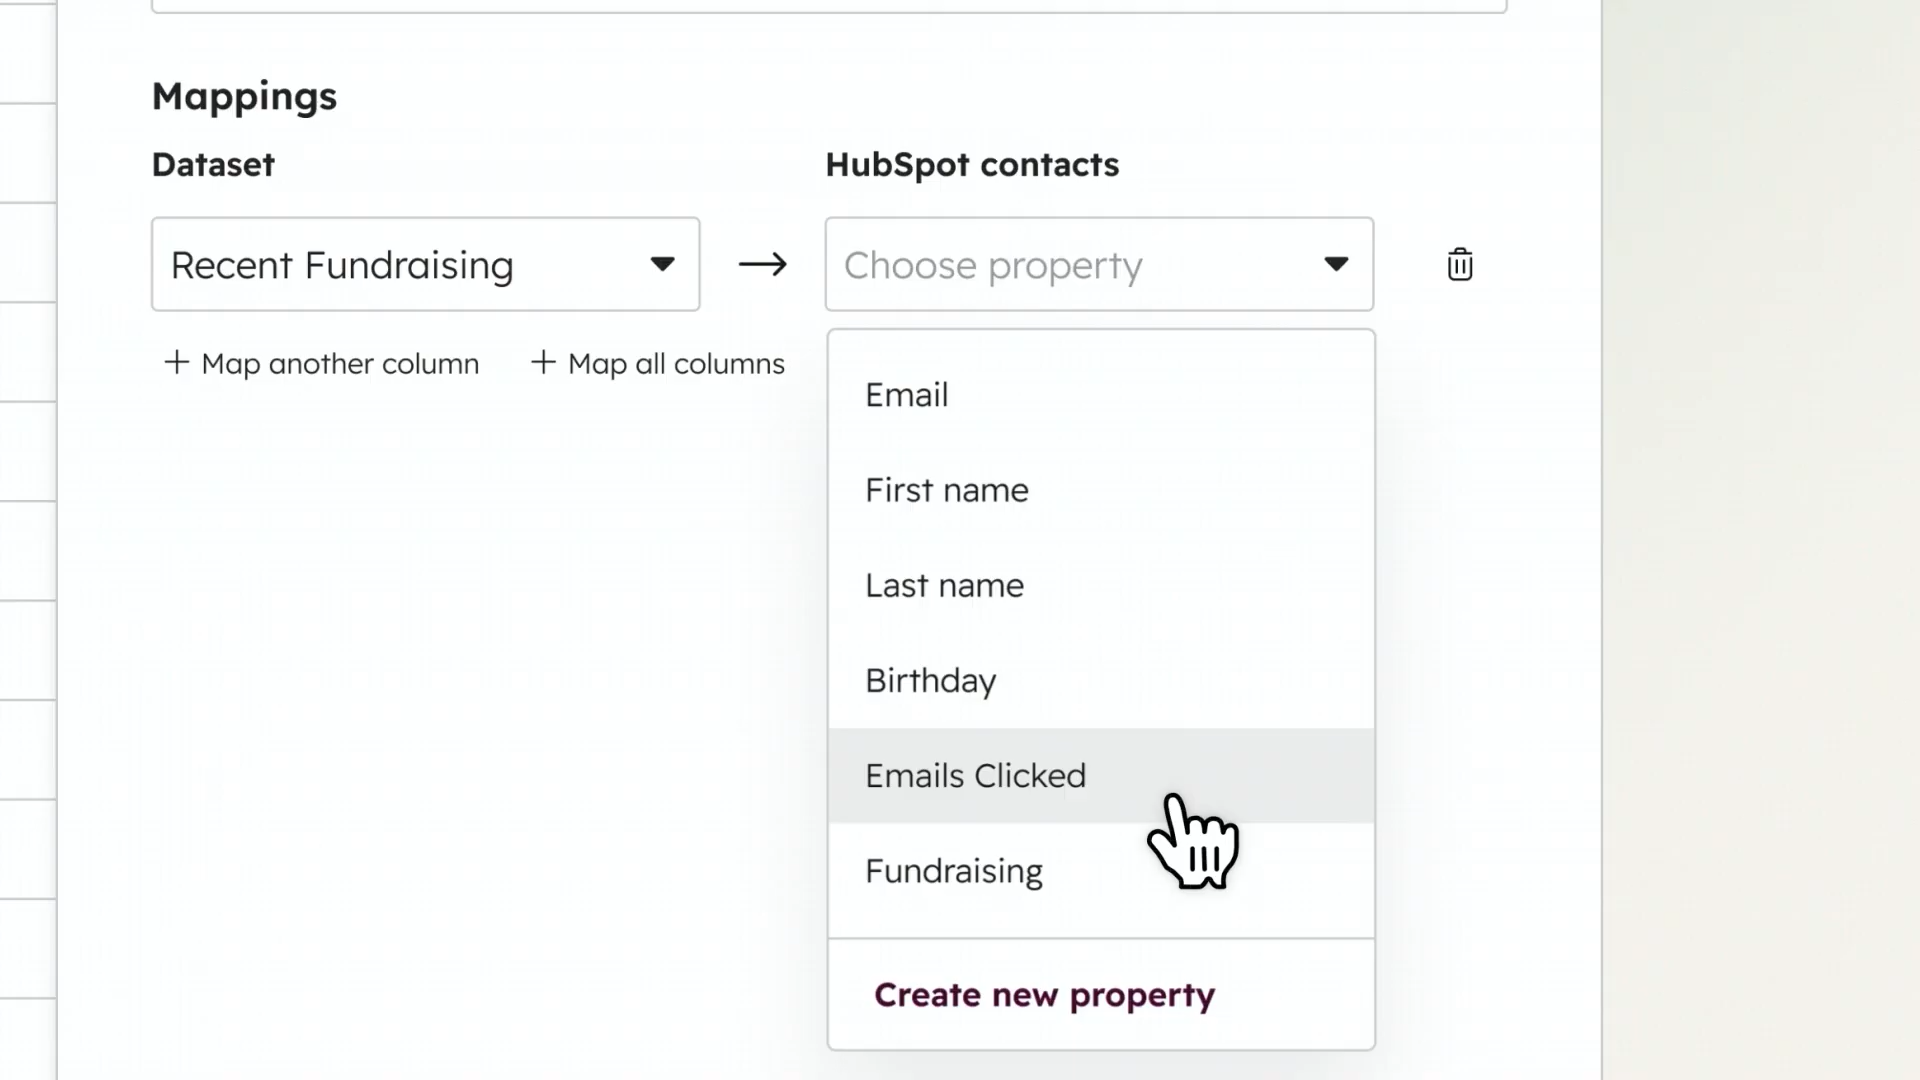 Mappings
Dataset
HubSpot contacts
Recent Fundraising
Choose property
+ Map another column
+ Map all columns
Email
First name
Last name
Birthday
Emails Clicked
Fundraising
Create new property